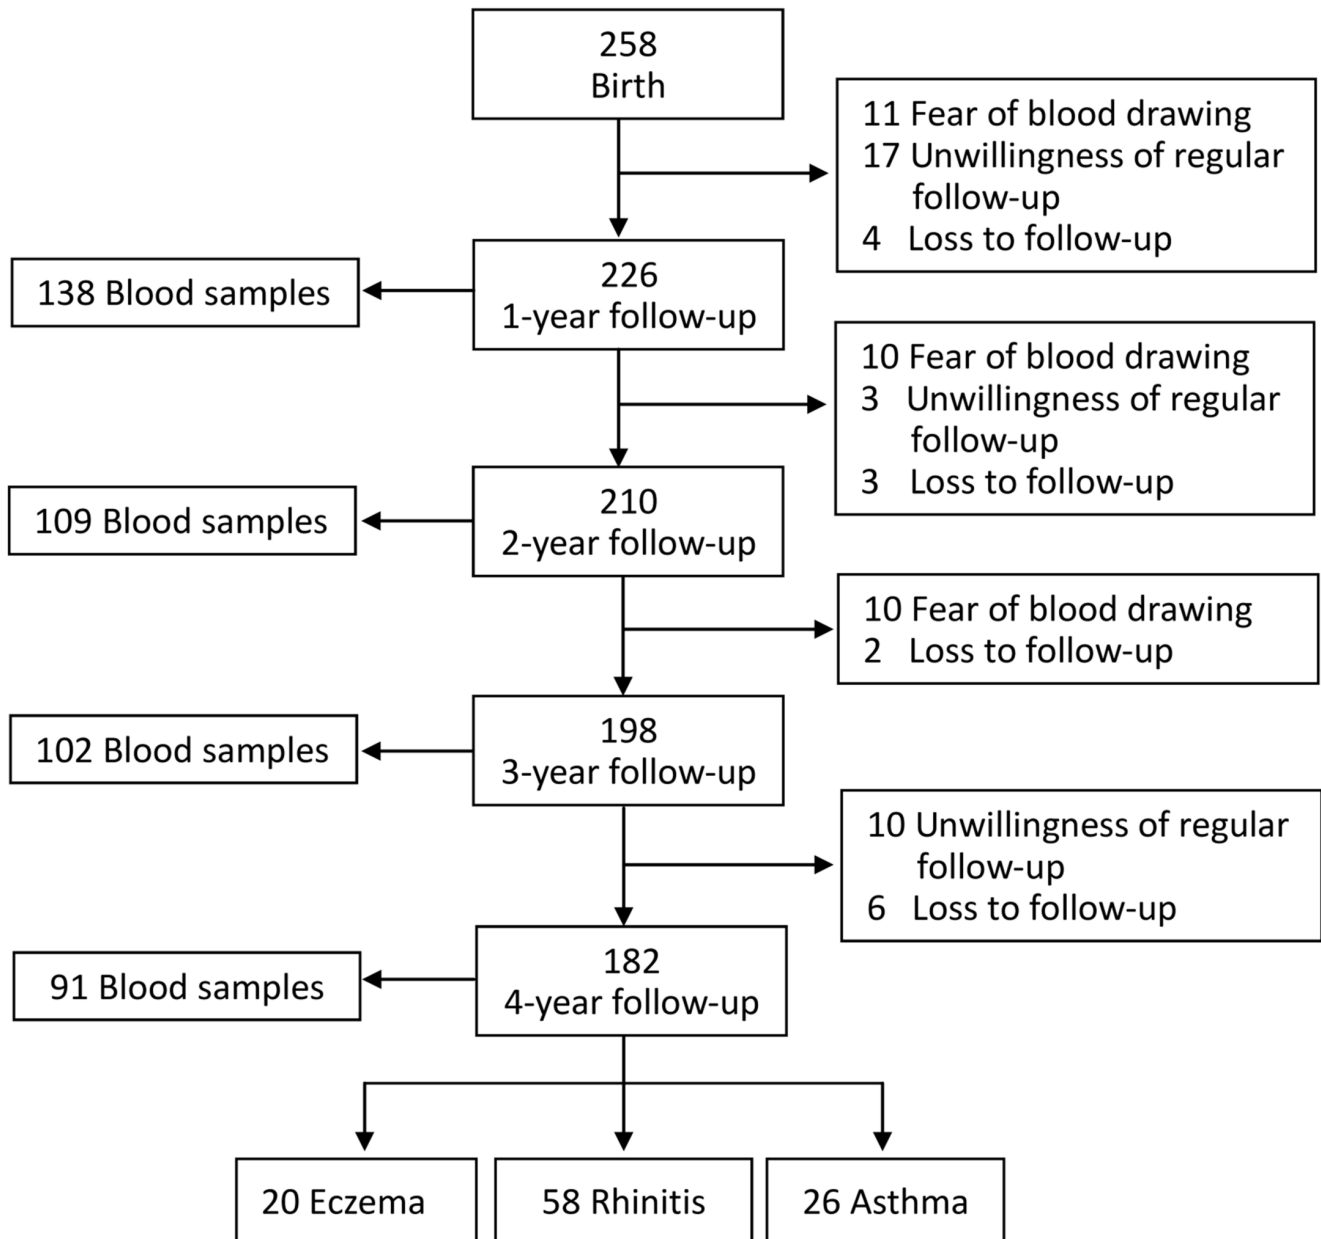 258
Birth
11 Fear of blood drawing
17 Unwillingness of regular
follow-up
4 Loss to follow-up
226
1-year follow-up
138 Blood samples
10 Fear of blood drawing
3 Unwillingness of regular
follow-up
3 Loss to follow-up
210
2-year follow-up
109 Blood samples
10 Fear of blood drawing
2 Loss to follow-up
198
3-year follow-up
102 Blood samples
10 Unwillingness of regular
follow-up
6 Loss to follow-up
182
4-year follow-up
91 Blood samples
20 Eczema
58 Rhinitis
26 Asthma